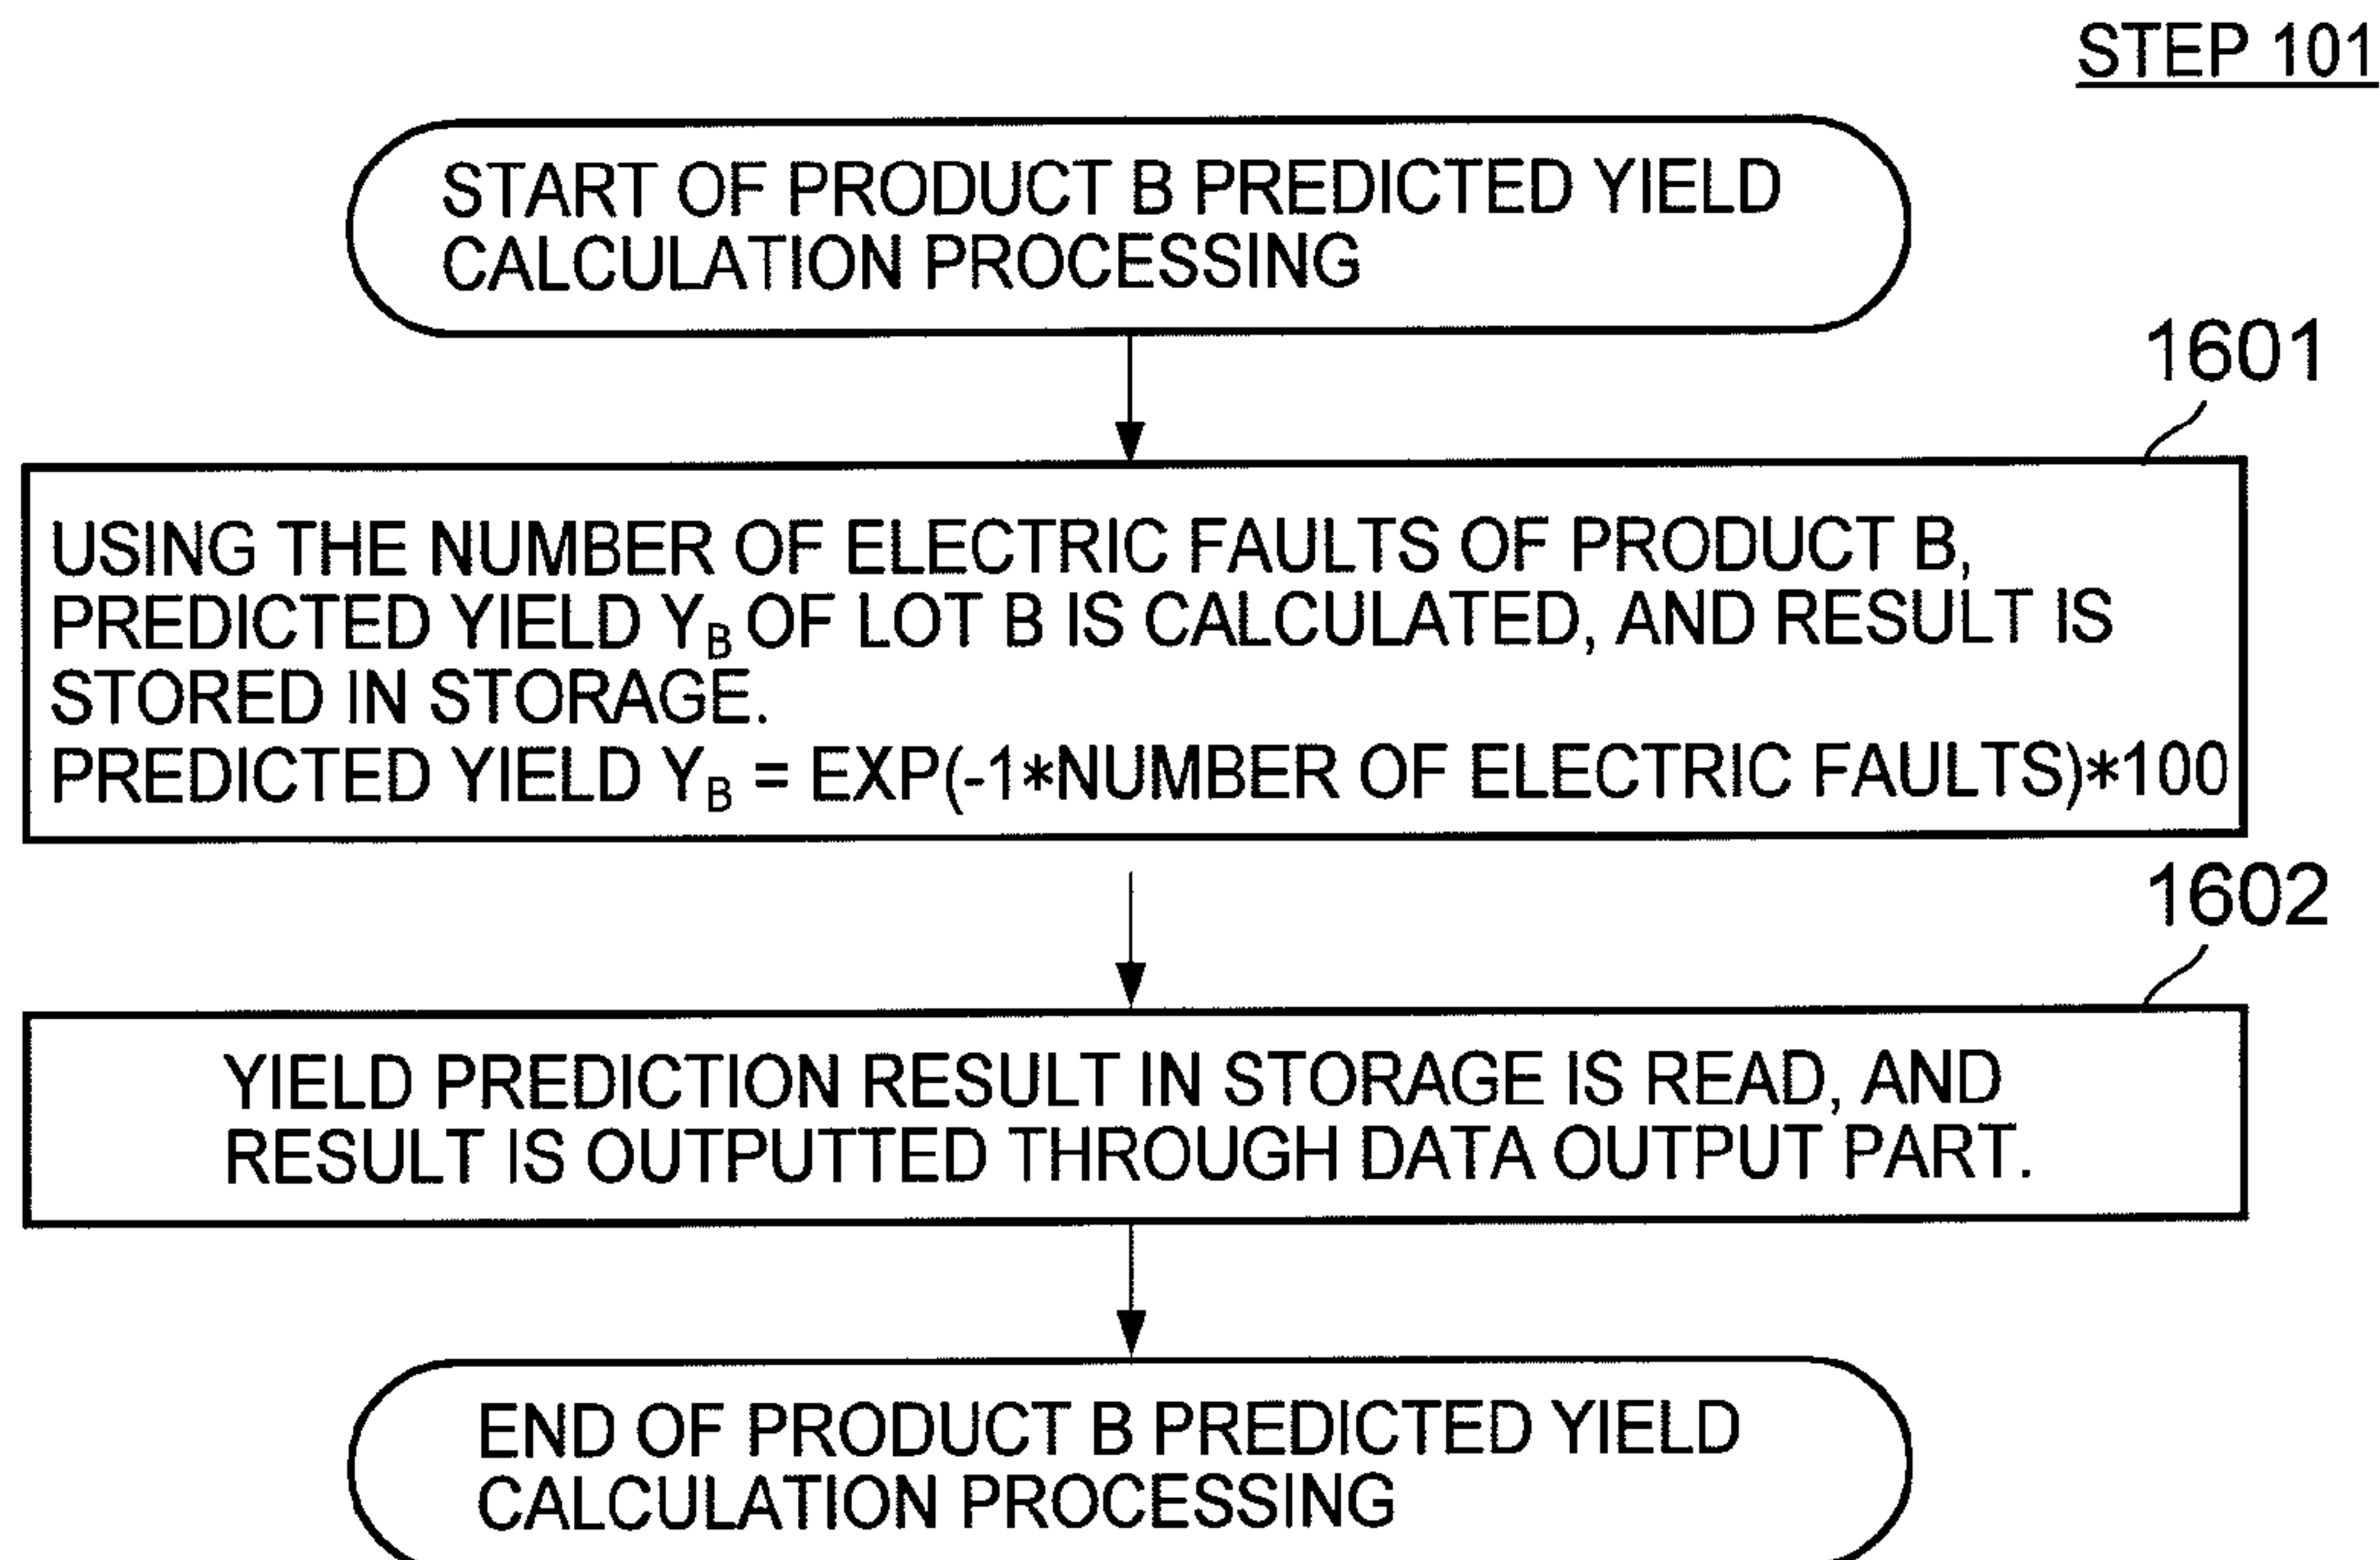 STEP 101
START OF PRODUCT B PREDICTED YIELD
CALCULATION PROCESSING
1601
USING THE NUMBER OF ELECTRIC FAULTS OF PRODUCT B,
PREDICTED YIELD Y_B OF LOT B IS CALCULATED, AND RESULT IS
STORED IN STORAGE.
PREDICTED YIELD Y_B = EXP(-1*NUMBER OF ELECTRIC FAULTS)*100
1602
YIELD PREDICTION RESULT IN STORAGE IS READ, AND
RESULT IS OUTPUTTED THROUGH DATA OUTPUT PART.
END OF PRODUCT B PREDICTED YIELD
CALCULATION PROCESSING